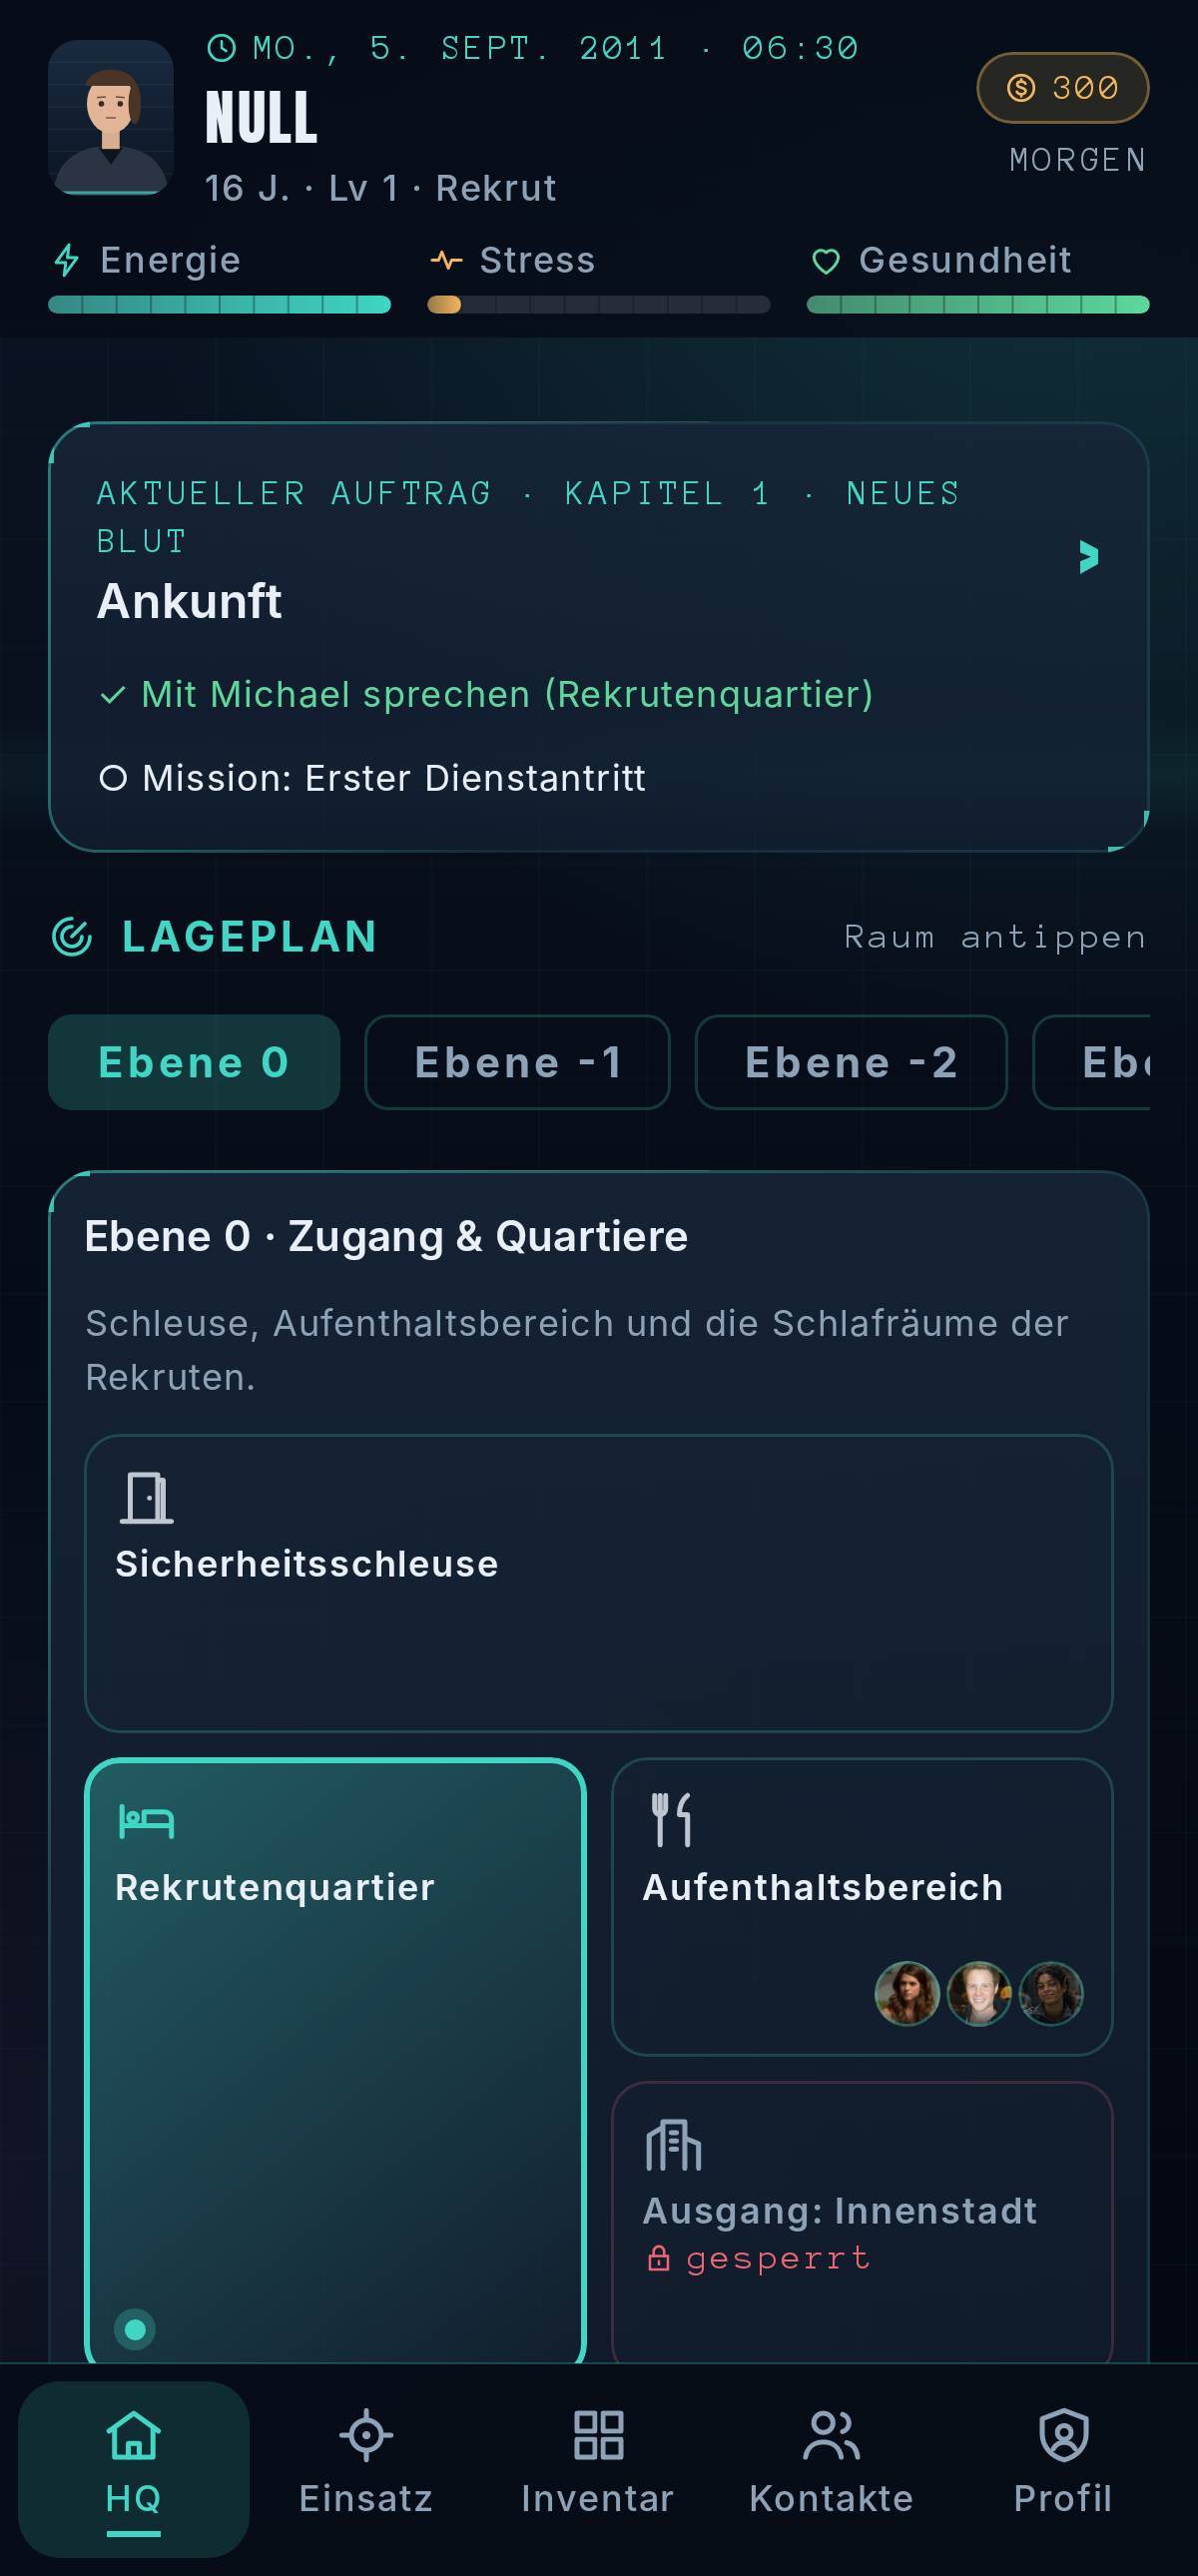 MO., 5. SEPT. 2011 · 06:30
NULL
16 J. · Lv 1 · Rekrut
300
MORGEN
Energie
Stress
Gesundheit
AKTUELLER AUFTRAG · KAPITEL 1 · NEUES
BLUT
Ankunft
Mit Michael sprechen (Rekrutenquartier)
Mission: Erster Dienstantritt
LAGEPLAN
Raum antippen
Ebene 0
Ebene -1
Ebene -2
Ebene 0 · Zugang & Quartiere
Schleuse, Aufenthaltsbereich und die Schlafräume der
Rekruten.
Sicherheitsschleuse
Rekrutenquartier
Aufenthaltsbereich
Ausgang: Innenstadt
gesperrt
HQ
Einsatz
Inventar
Kontakte
Profil